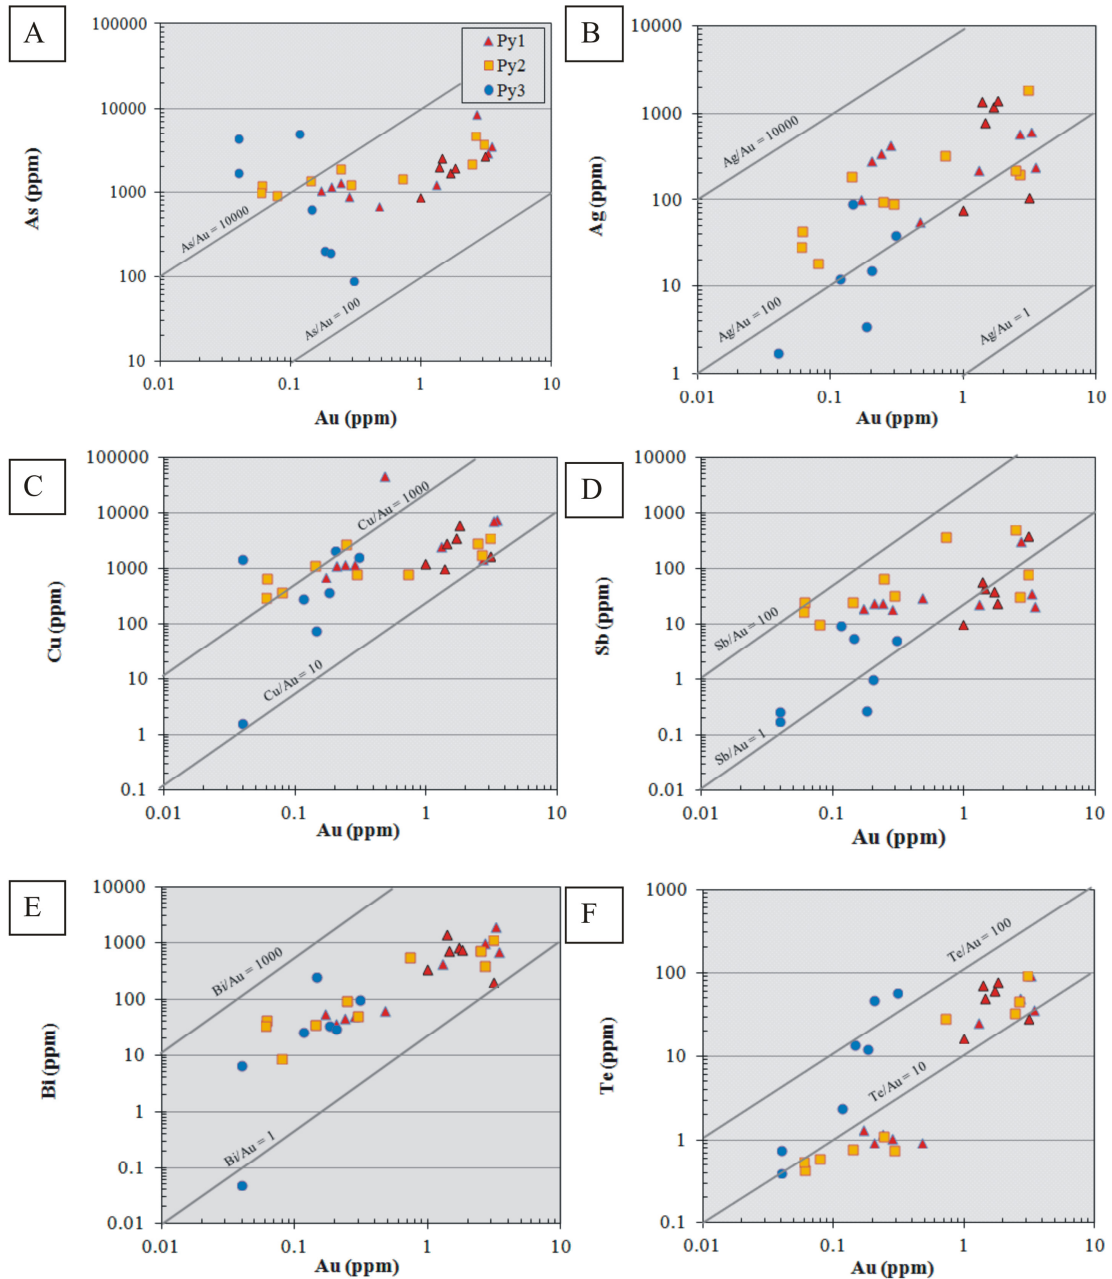 A
As (ppm)
100000
10000
1000
100
10
Py1
Py2
Py3
As/Au = 10000
As/Au = 100
0.01 0.1 1 10
Au (ppm)
B
Ag (ppm)
10000
1000
100
10
1
Ag/Au = 10000
Ag/Au = 100
Ag/Au = 1
0.01 0.1 1 10
Au (ppm)
C
Cu (ppm)
100000
10000
1000
100
10
1
0.1
Cu/Au = 1000
Cu/Au = 10
0.01 0.1 1 10
Au (ppm)
D
Sb (ppm)
10000
1000
100
10
1
0.1
0.01
Sb/Au = 100
Sb/Au = 1
0.01 0.1 1 10
Au (ppm)
E
Bi (ppm)
10000
1000
100
10
1
0.1
0.01
Bi/Au = 1000
Bi/Au = 1
0.01 0.1 1 10
Au (ppm)
F
Te (ppm)
1000
100
10
1
0.1
Te/Au = 100
Te/Au = 10
0.01 0.1 1 10
Au (ppm)